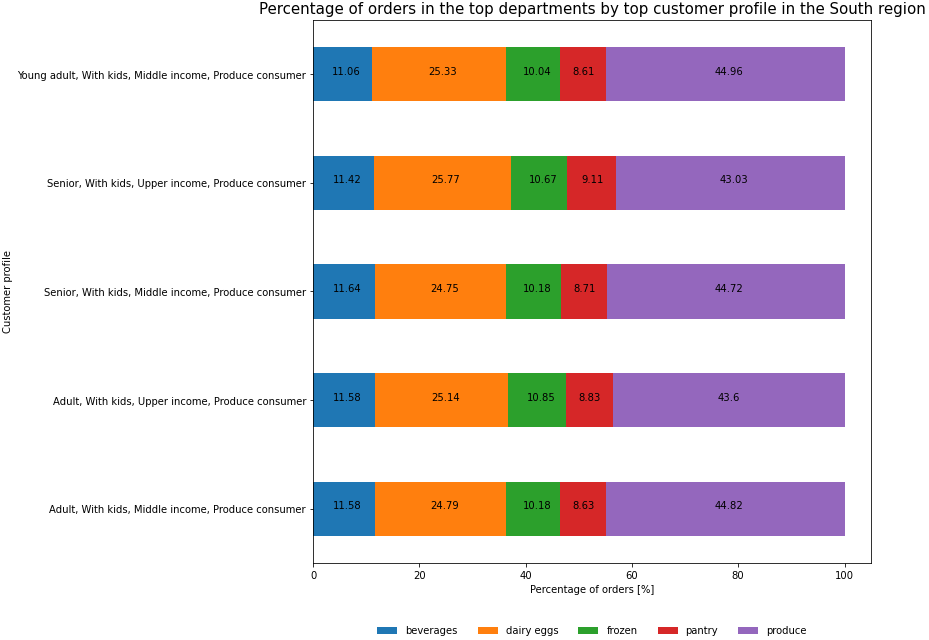 Percentage of orders in the top departments by top customer profile in the South region
Young adult, With kids, Middle income, Produce consumer
11.06 25.33 10.04 8.61 44.96
Senior, With kids, Upper income, Produce consumer
11.42 25.77 10.67 9.11 43.03
Customer profile
Senior, With kids, Middle income, Produce consumer
11.64 24.75 10.18 8.71 44.72
Adult, With kids, Upper income, Produce consumer
11.58 25.14 10.85 8.83 43.6
Adult, With kids, Middle income, Produce consumer
11.58 24.79 10.18 8.63 44.82
0 20 40 60 80 100
Percentage of orders [%]
beverages dairy eggs frozen pantry produce